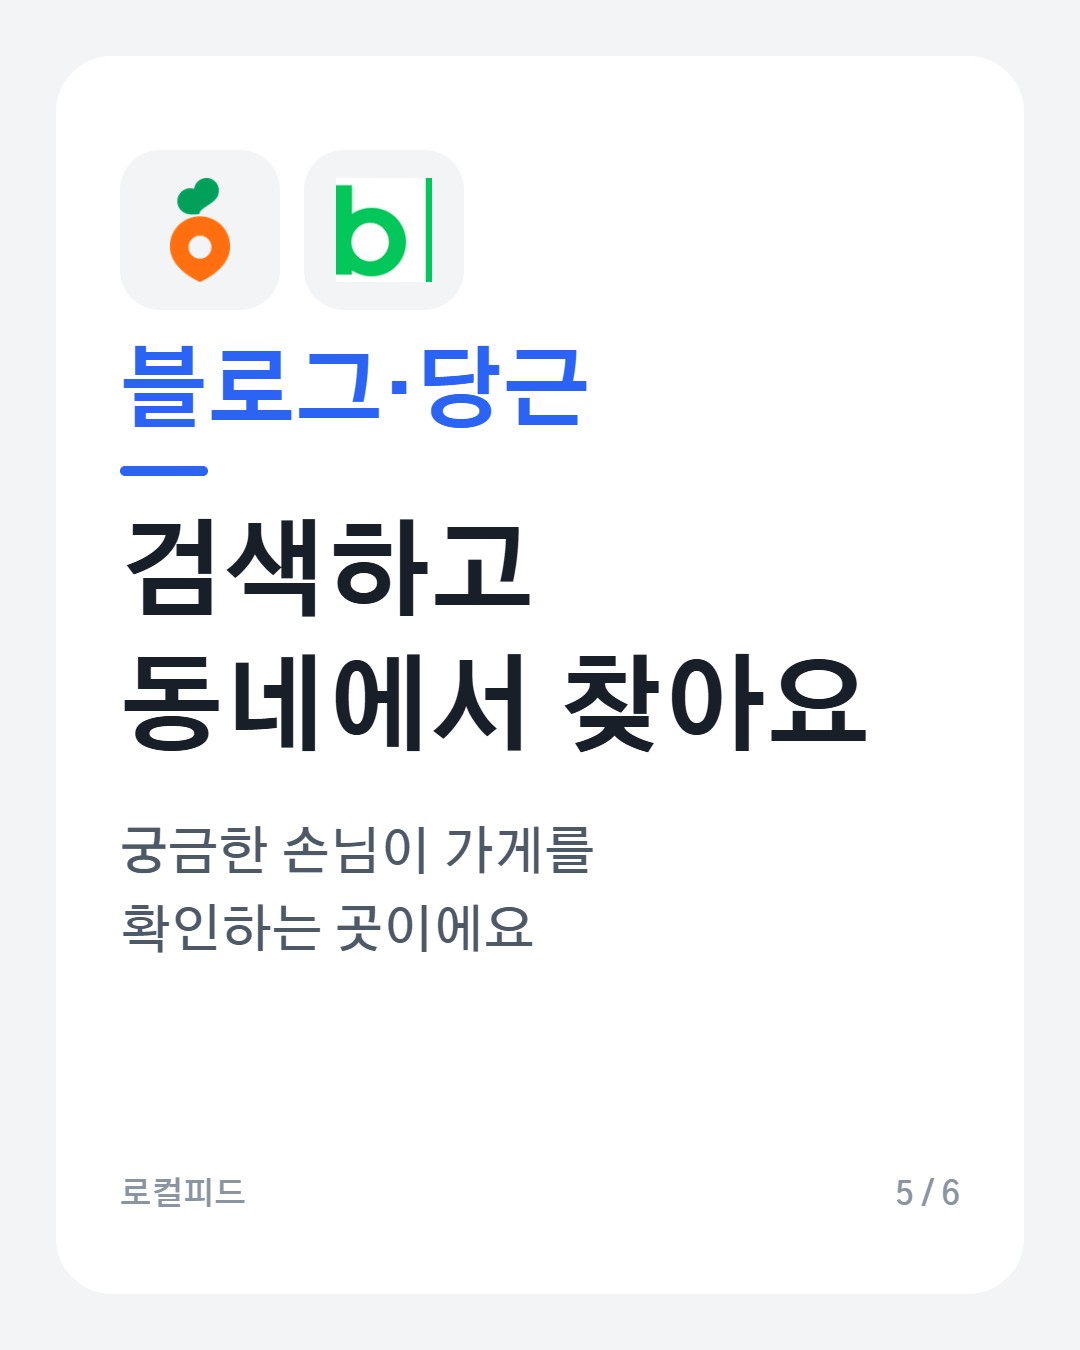 b
블로그·당근
검색하고
동네에서 찾아요
궁금한 손님이 가게를
확인하는 곳이에요
로컬피드
5 / 6